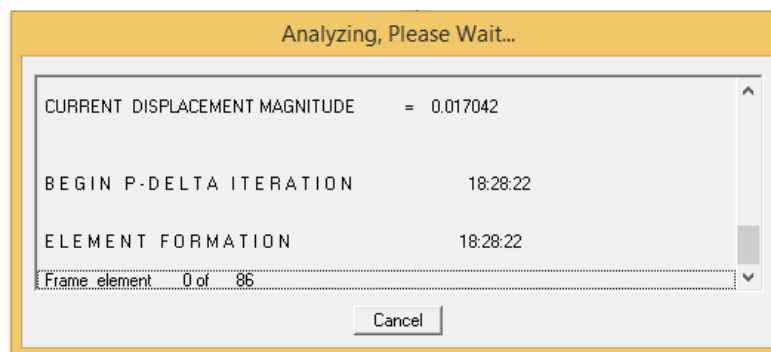 Analyzing, Please Wait...
CURRENT DISPLACEMENT MAGNITUDE = 0.017042
BEGIN P-DELTA ITERATION 18:28:22
ELEMENT FORMATION 18:28:22
Frame element 0 of 86
Cancel